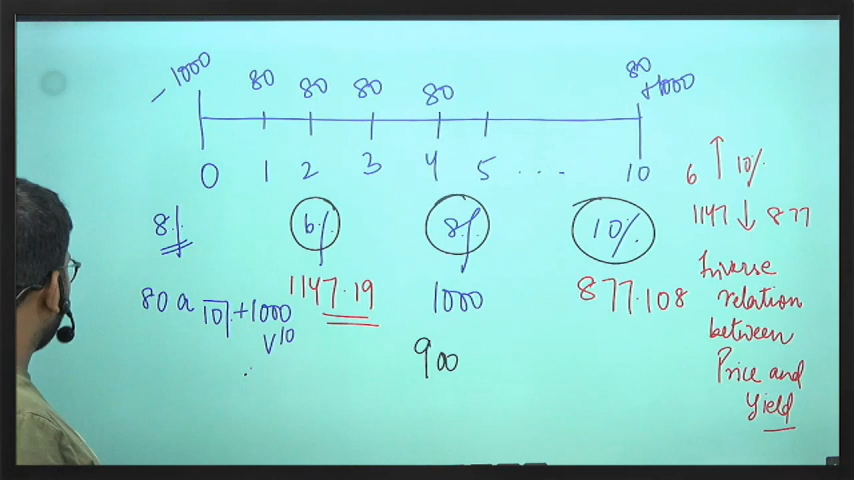 - 1000 80 80 80 80 80
+1000
0 1 2 3 4 5 .... 10
6 ↑ 10%
1147 ↓ 877
8% 6% 8% 10%
80 a 10% + 1000
v10
1147.19 1000 877.108
900
Inverse
relation
between
Price and
Yield